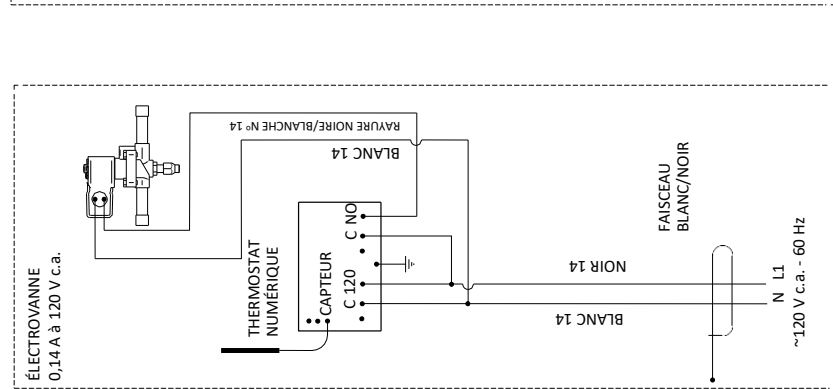 ÉLECTROVANNE
0,14 A à 120 V c.a.
RAYURE NOIRE/BLANCHE Nº 14
BLANC 14
THERMOSTAT
NUMÉRIQUE
CAPTEUR
C 120
C NO
NOIR 14
BLANC 14
FAISCEAU
BLANC/NOIR
N L1
~120 V c.a. - 60 Hz